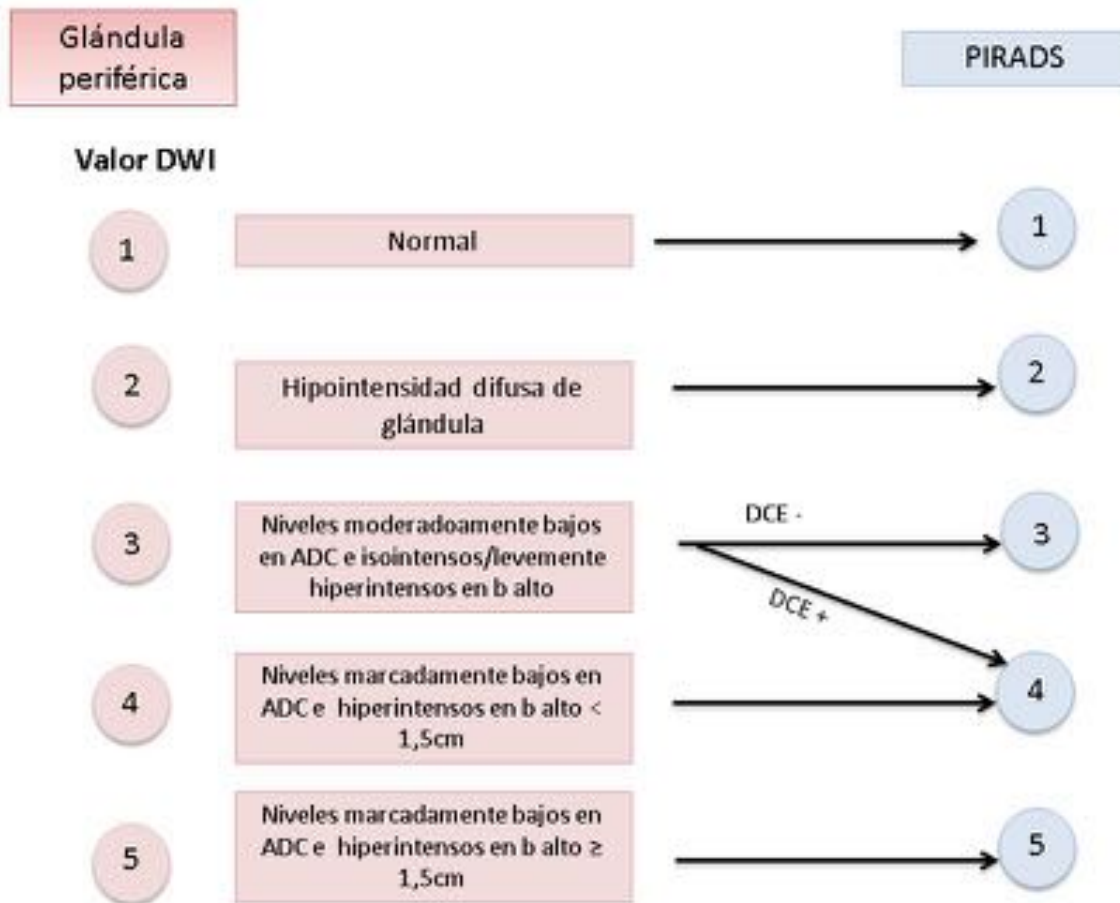 Glándula
periférica
PIRADS
Valor DWI
1
Normal
1
2
Hipointensidad difusa de
glándula
2
3
Niveles moderadoamente bajos
en ADC e isointensos/levemente
hiperintensos en b alto
DCE -
DCE +
3
4
Niveles marcadamente bajos en
ADC e hiperintensos en b alto <
1,5cm
4
5
Niveles marcadamente bajos en
ADC e hiperintensos en b alto ≥
1,5cm
5